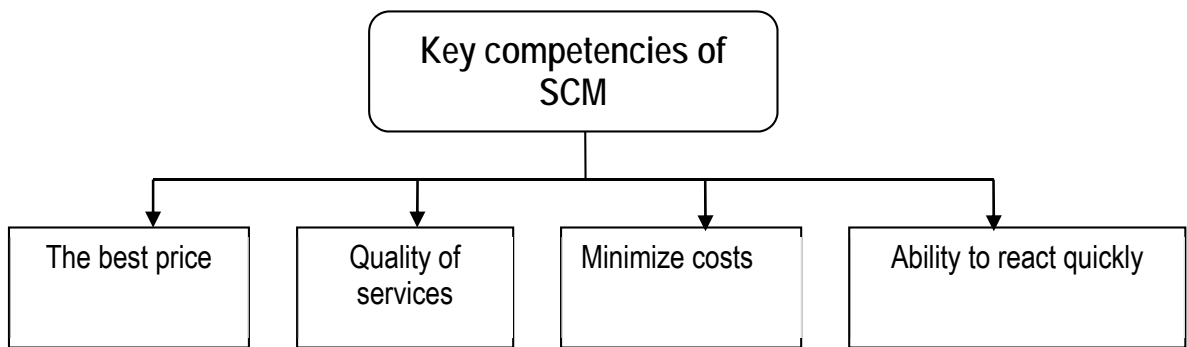 Key competencies of
SCM
The best price
Quality of
services
Minimize costs
Ability to react quickly